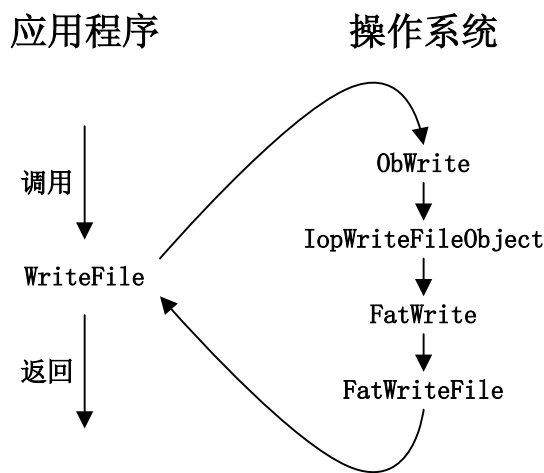 应用程序
操作系统
调用
ObWrite
IopWriteFileObject
WriteFile
FatWrite
返回
FatWriteFile